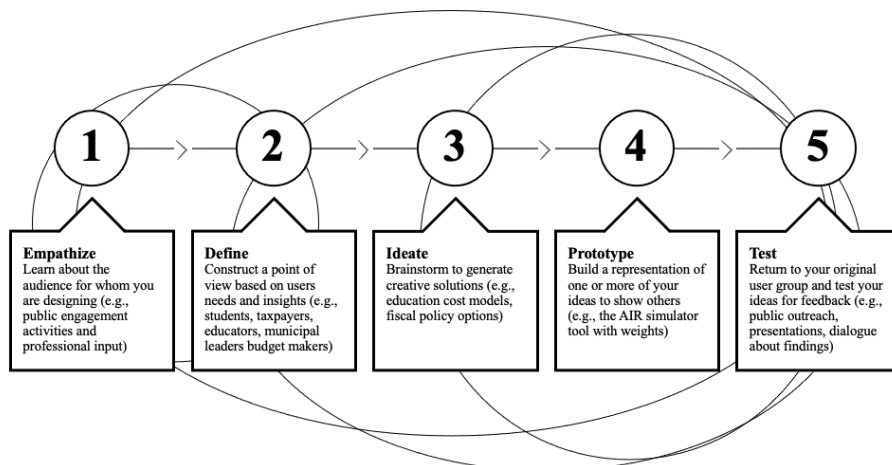 1
2
3
4
5
Empathize
Learn about the
audience for whom you
are designing (e.g.,
public engagement
activities and
professional input)
Define
Construct a point of
view based on users
needs and insights (e.g.,
students, taxpayers,
educators, municipal
leaders budget makers)
Ideate
Brainstorm to generate
creative solutions (e.g.,
education cost models,
fiscal policy options)
Prototype
Build a representation of
one or more of your
ideas to show others
(e.g., the AIR simulator
tool with weights)
Test
Return to your original
user group and test your
ideas for feedback (e.g.,
public outreach,
presentations, dialogue
about findings)